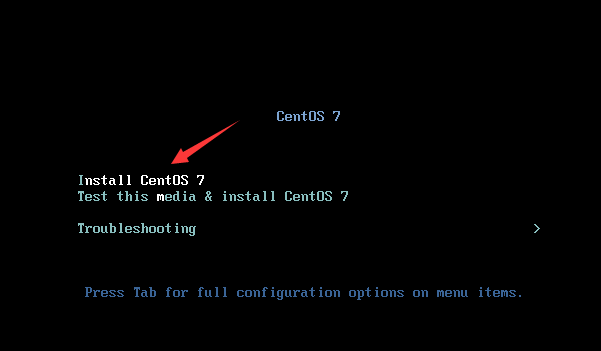 CentOS 7
Install CentOS 7
Test this media & install CentOS 7
Troubleshooting >
Press Tab for full configuration options on menu items.